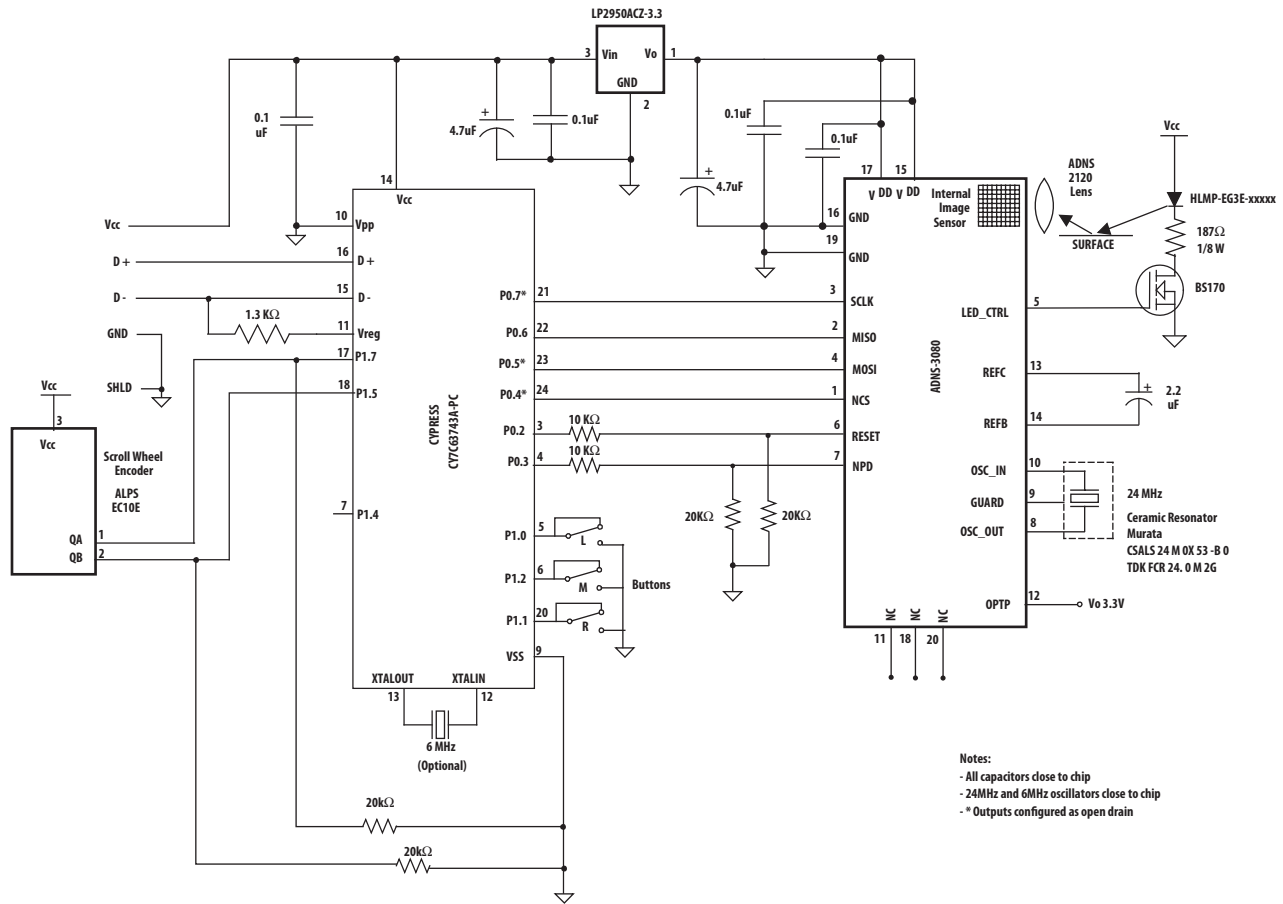 LP2950ACZ-3.3
3 Vin Vo 1
GND
2
0.1
uF
4.7uF
0.1uF
0.1uF
0.1uF
4.7uF
14
Vcc
Vcc
10 Vpp
16 D+
D+
15 D-
D-
1.3 KΩ
11 Vreg
GND
17 P1.7
SHLD
18 P1.5
Vcc
3
Vcc
Scroll Wheel
Encoder
ALPS
EC10E
QA 1
QB 2
7 P1.4
CYPRESS
CY7C63743A-PC
P0.7* 21
P0.6 22
P0.5* 23
P0.4* 24
P0.2 3
10 KΩ
P0.3 4
10 KΩ
20KΩ
20KΩ
P1.0 5
L
P1.2 6
M
Buttons
P1.1 20
R
VSS 9
XTALOUT XTALIN
13 12
6 MHz
(Optional)
20kΩ
20kΩ
17 15
V DD V DD
Internal
Image
Sensor
16 GND
19 GND
3 SCLK
2 MISO
4 MOSI
1 NCS
6 RESET
7 NPD
ADNS-3080
LED_CTRL 5
REFC 13
REFB 14
OSC_IN 10
GUARD 9
OSC_OUT 8
OPTP 12
Vo 3.3V
NC NC NC
11 18 20
ADNS
2120
Lens
SURFACE
Vcc
HLMP-EG3E-xxxxx
187Ω
1/8 W
BS170
2.2
uF
24 MHz
Ceramic Resonator
Murata
CSALS 24 M 0X 53 -B 0
TDK FCR 24. 0 M 2G
Notes:
- All capacitors close to chip
- 24MHz and 6MHz oscillators close to chip
- * Outputs configured as open drain